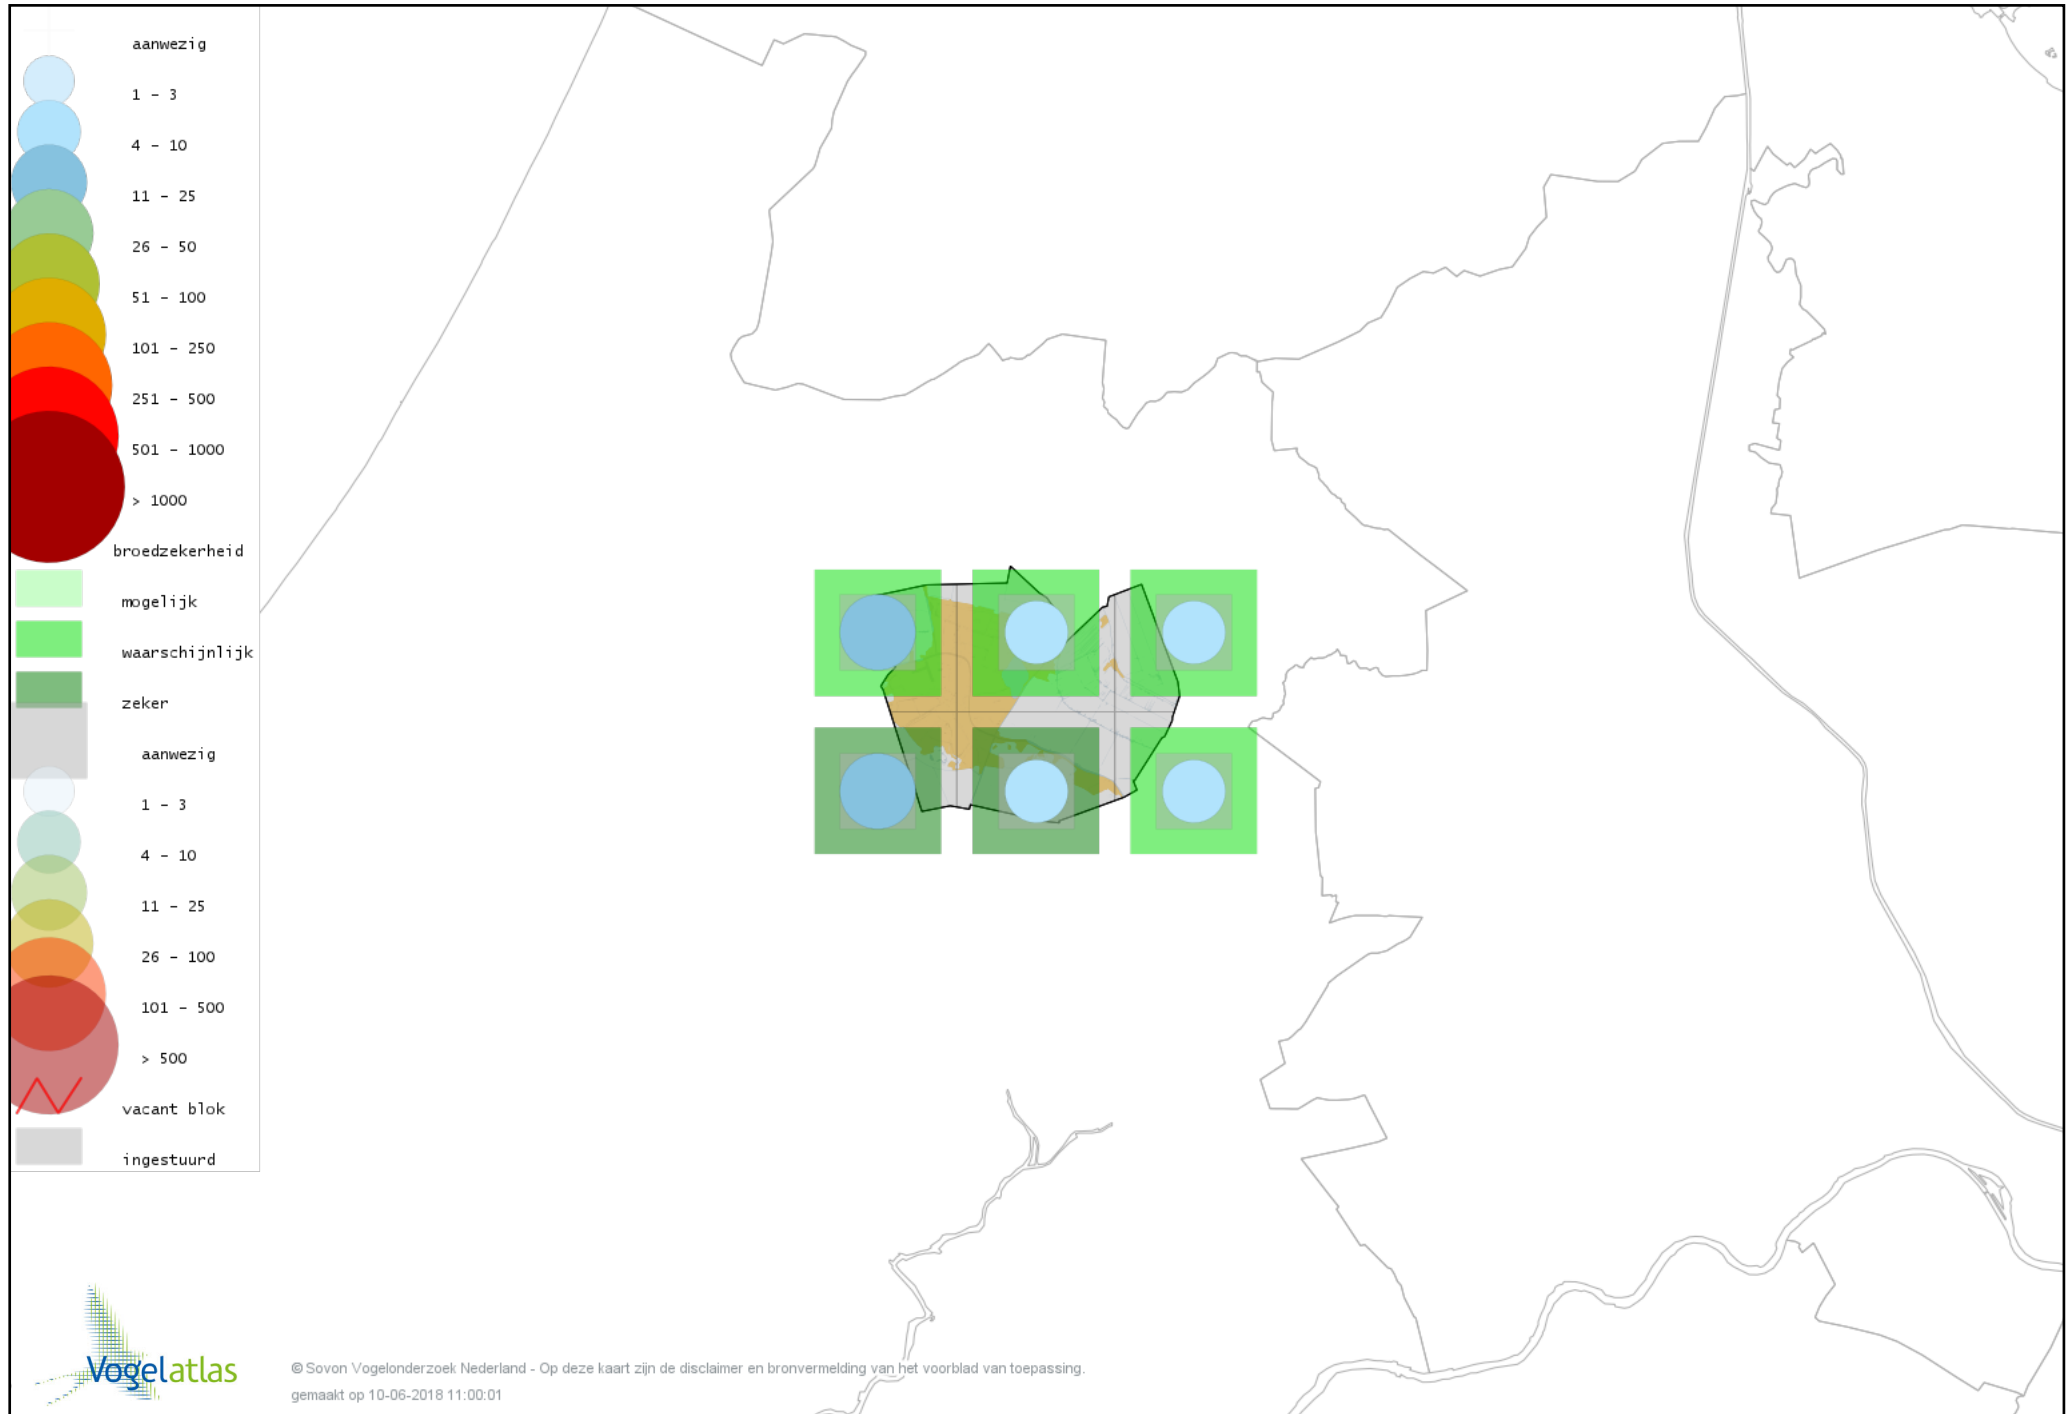 aanwezig
1 - 3
4 - 10
11 - 25
26 - 50
51 - 100
101 - 250
251 - 500
501 - 1000
> 1000
broedzekerheid
mogelijk
waarschijnlijk
zeker
aanwezig
1 - 3
4 - 10
11 - 25
26 - 100
101 - 500
> 500
vacant blok
ingestuurd
Vogelatlas
© Sovon Vogelonderzoek Nederland - Op deze kaart zijn de disclaimer en bronvermelding van het voorblad van toepassing.
gemaakt op 10-06-2018 11:00:01